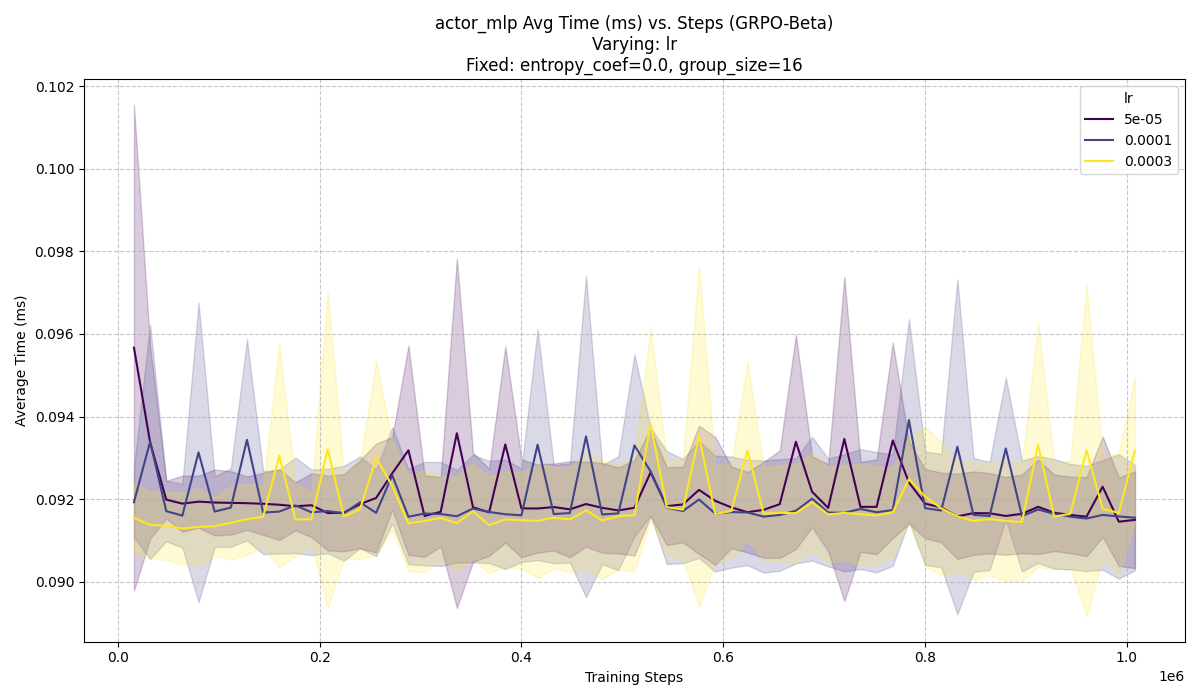 actor_mlp Avg Time (ms) vs. Steps (GRPO-Beta)
Varying: lr
Fixed: entropy_coef=0.0, group_size=16
lr
5e-05
0.0001
0.0003
Average Time (ms)
0.102
0.100
0.098
0.096
0.094
0.092
0.090
0.0
0.2
0.4
0.6
0.8
1.0
1e6
Training Steps